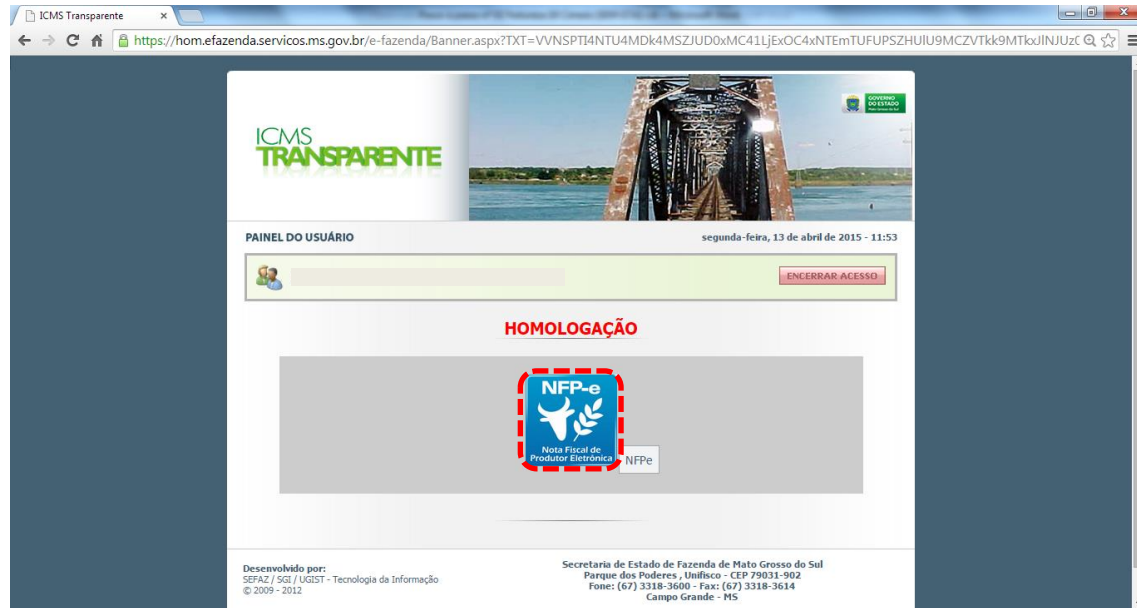 ICMS Transparente
https://hom.efazenda.servicos.ms.gov.br/e-fazenda/Banner.aspx?TXT=
GOVERNO
DO ESTADO
ICMS
TRANSPARENTE
PAINEL DO USUÁRIO
segunda-feira, 13 de abril de 2015 - 11:53
ENCERRAR ACESSO
HOMOLOGAÇÃO
NFP-e
Nota Fiscal de
Produtor Eletrônica
NFPe
Desenvolvido por:
SEFAZ / SGI / UGIST - Tecnologia da Informação
© 2009 - 2012
Secretaria de Estado de Fazenda de Mato Grosso do Sul
Parque dos Poderes , Unifisco - CEP 79031-902
Fone: (67) 3318-3600 - Fax: (67) 3318-3614
Campo Grande - MS